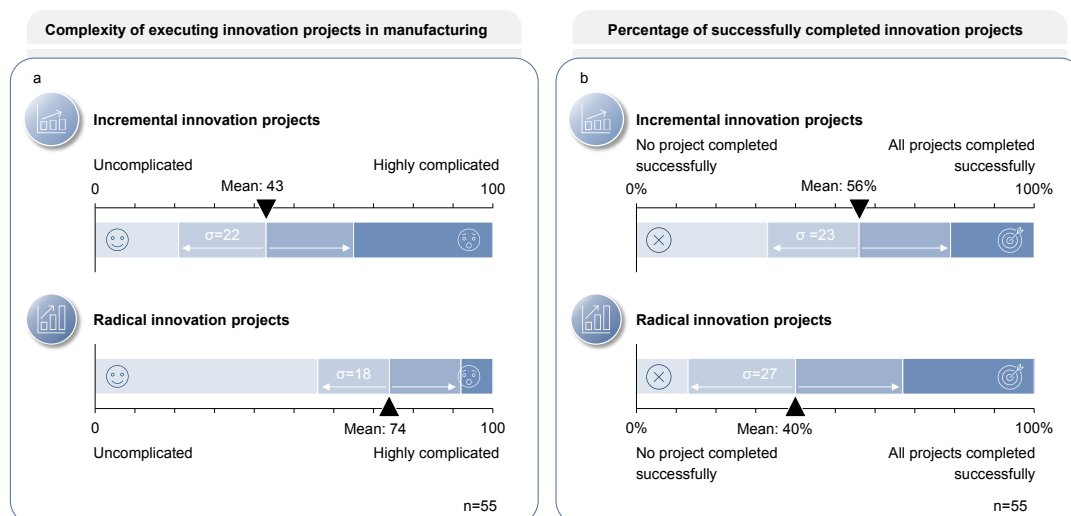 Complexity of executing innovation projects in manufacturing
a
Incremental innovation projects
Uncomplicated Highly complicated
0 Mean: 43 100
σ=22
Radical innovation projects
σ=18
0 Mean: 74 100
Uncomplicated Highly complicated
n=55
Percentage of successfully completed innovation projects
b
Incremental innovation projects
No project completed All projects completed
successfully successfully
0% Mean: 56% 100%
σ =23
Radical innovation projects
σ=27
0% Mean: 40% 100%
No project completed All projects completed
successfully successfully
n=55